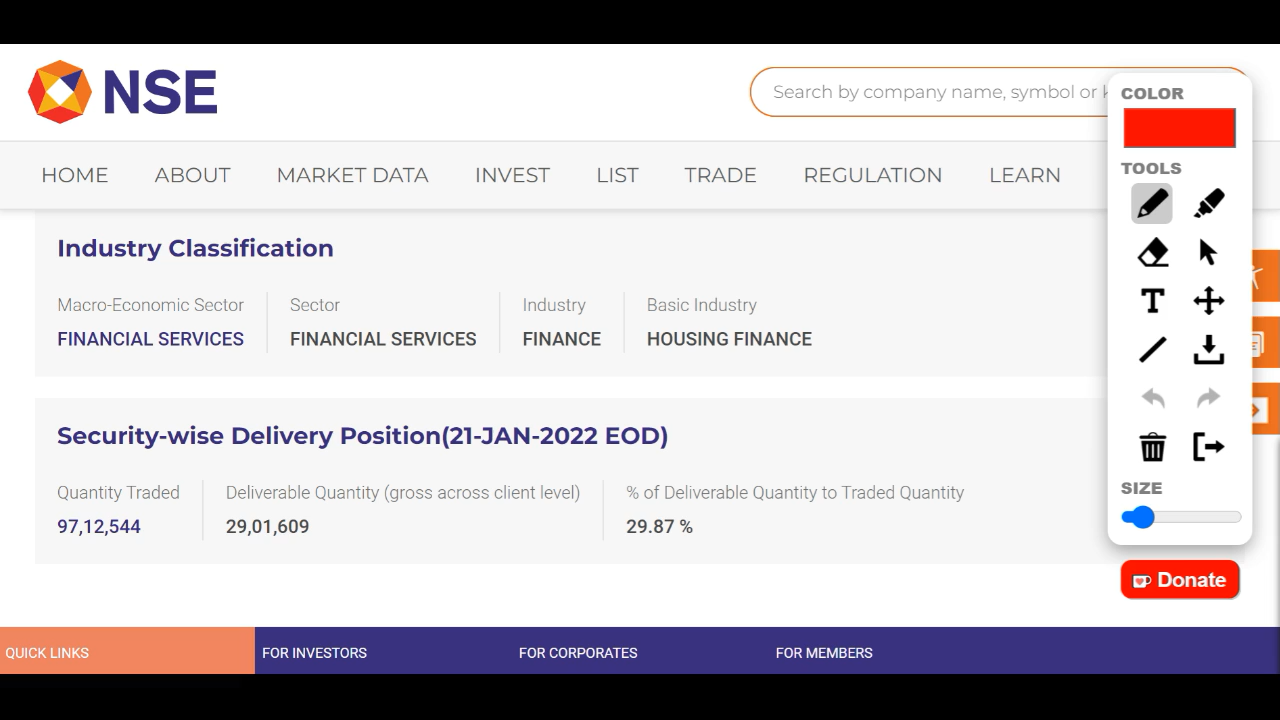 NSE
Search by company name, symbol or
HOME ABOUT MARKET DATA INVEST LIST TRADE REGULATION LEARN
Industry Classification
Macro-Economic Sector Sector Industry Basic Industry
FINANCIAL SERVICES FINANCIAL SERVICES FINANCE HOUSING FINANCE
Security-wise Delivery Position(21-JAN-2022 EOD)
Quantity Traded Deliverable Quantity (gross across client level) % of Deliverable Quantity to Traded Quantity
97,12,544 29,01,609 29.87 %
QUICK LINKS FOR INVESTORS FOR CORPORATES FOR MEMBERS
COLOR
TOOLS
T
SIZE
Donate